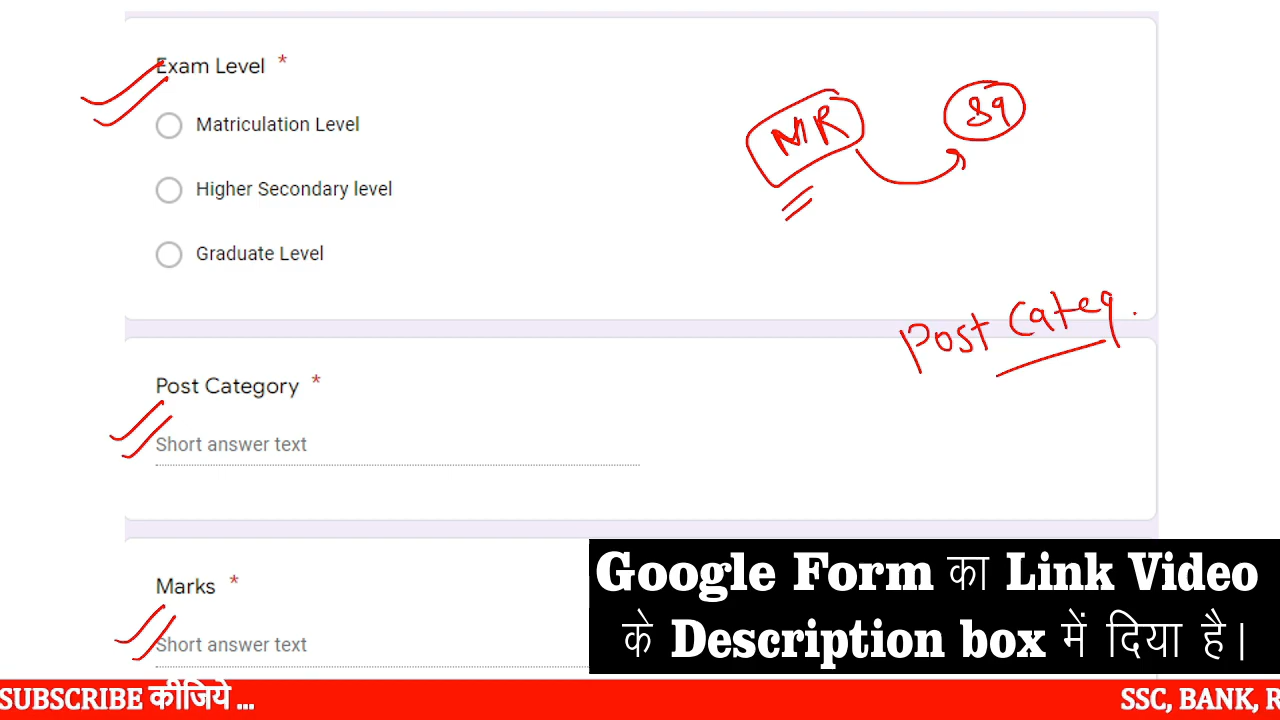 Exam Level *
Matriculation Level
Higher Secondary level
Graduate Level
MR
89
Post Categ.
Post Category *
Short answer text
Marks *
Short answer text
Google Form का Link Video
के Description box में दिया है|
SUBSCRIBE कीजिये ...
SSC, BANK, R